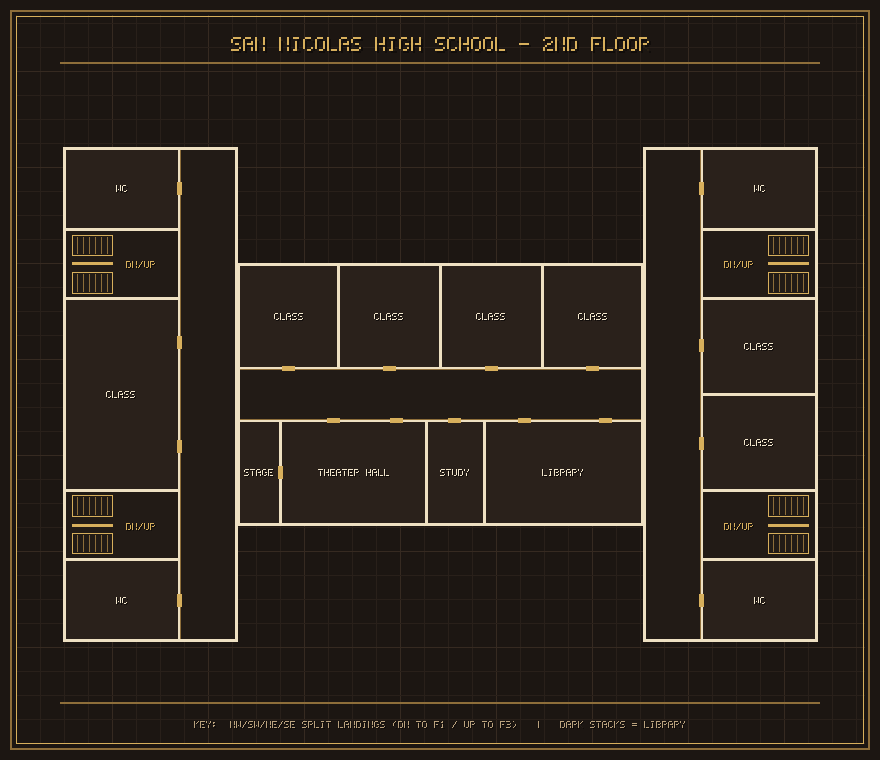 SAN NICOLAS HIGH SCHOOL — 2ND FLOOR
WC
WC
DN/UP
DN/UP
CLASS
CLASS
CLASS
CLASS
CLASS
CLASS
CLASS
STAGE
THEATER HALL
STUDY
LIBRARY
DN/UP
DN/UP
WC
WC
KEY: NW/SW/NE/SE SPLIT LANDINGS (DN TO F1 / UP TO F3) | DARK STACKS = LIBRARY